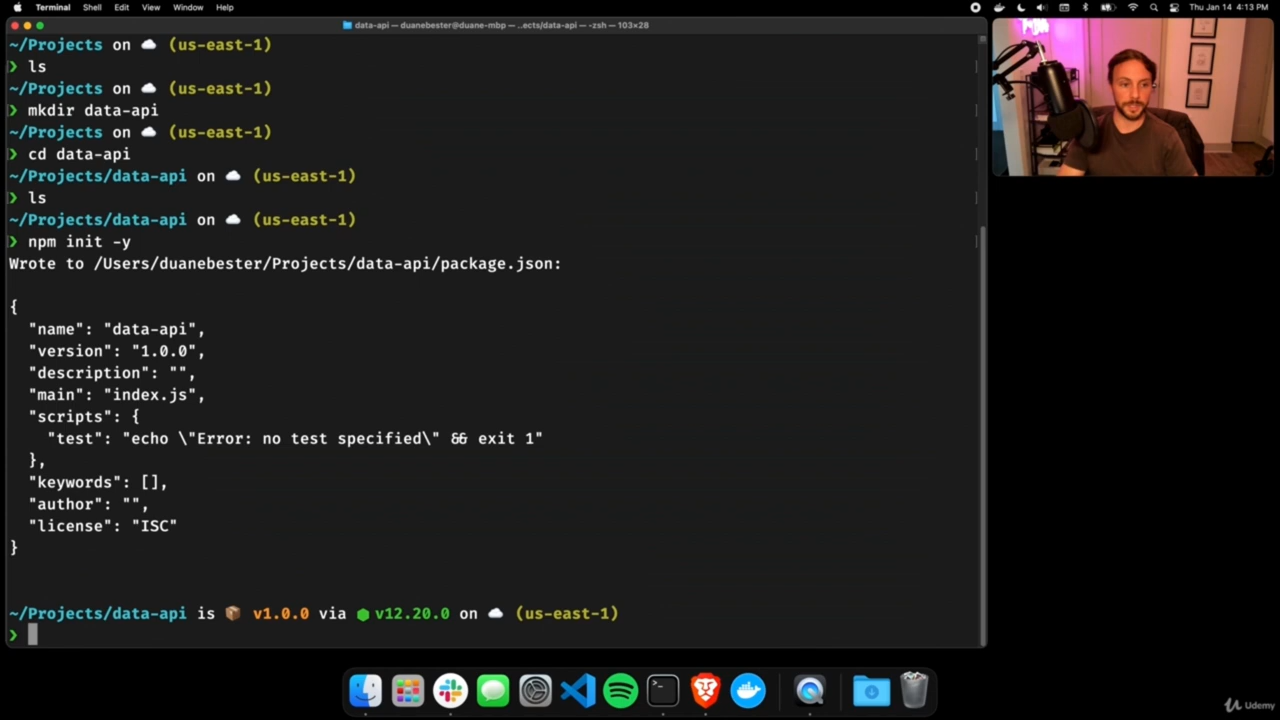 Terminal Shell Edit View Window Help
Thu Jan 14 4:13 PM
data-api — duanebester@duane-mbp — ..ects/data-api — -zsh — 103×28
~/Projects on (us-east-1)
❯ ls
~/Projects on (us-east-1)
❯ mkdir data-api
~/Projects on (us-east-1)
❯ cd data-api
~/Projects/data-api on (us-east-1)
❯ ls
~/Projects/data-api on (us-east-1)
❯ npm init -y
Wrote to /Users/duanebester/Projects/data-api/package.json:
{
"name": "data-api",
"version": "1.0.0",
"description": "",
"main": "index.js",
"scripts": {
"test": "echo \"Error: no test specified\" && exit 1"
},
"keywords": [],
"author": "",
"license": "ISC"
}
~/Projects/data-api is v1.0.0 via v12.20.0 on (us-east-1)
❯
Udemy